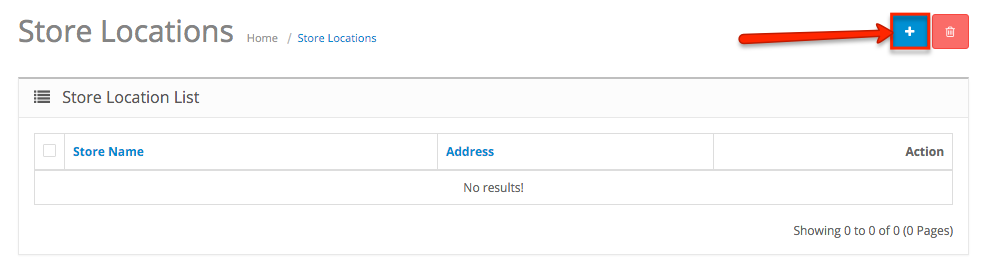 Store Locations Home / Store Locations
Store Location List
Store Name Address Action
No results!
Showing 0 to 0 of 0 (0 Pages)